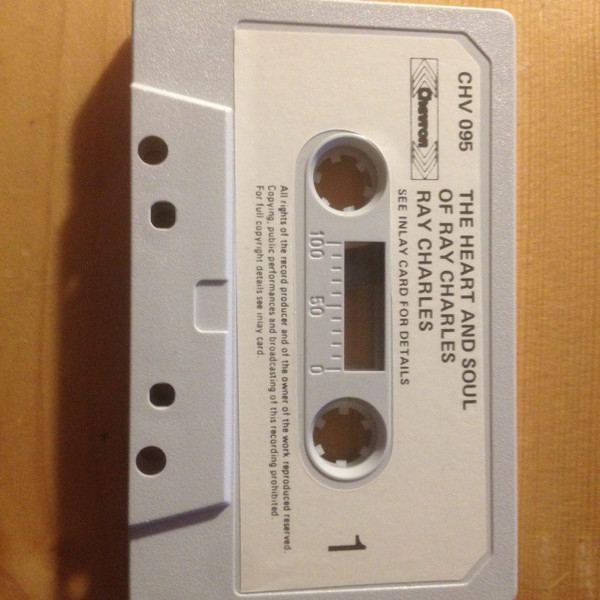 CHV 095
THE HEART AND SOUL
OF RAY CHARLES
RAY CHARLES
Chevron
SEE INLAY CARD FOR DETAILS
100 50 0
1
All rights of the record producer and of the owner of the work reproduced reserved.
Copying, public performances and broadcasting of this recording prohibited.
For full copyright details see inlay card.